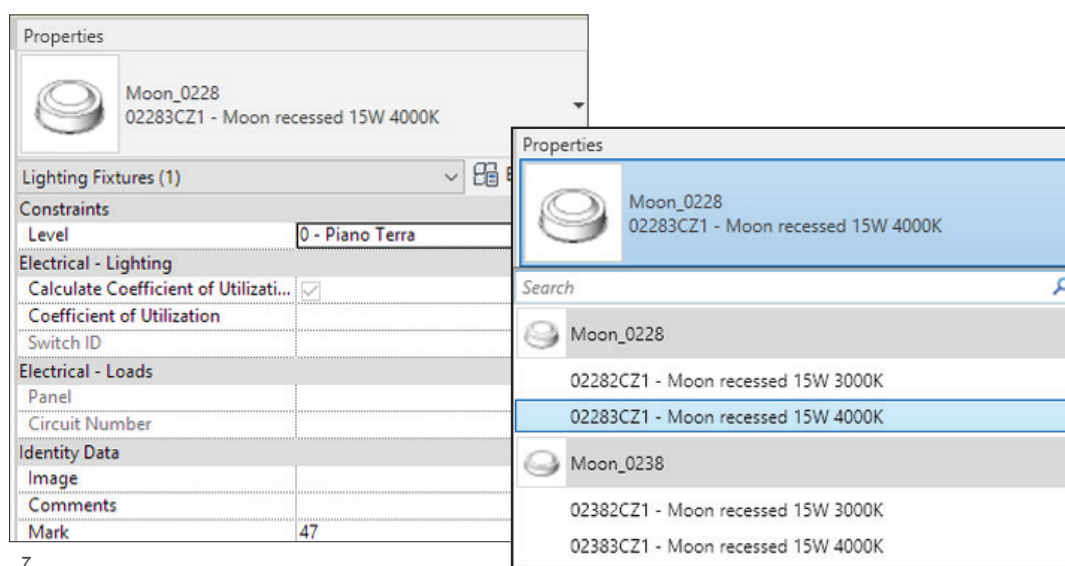 Properties
Moon_0228
02283CZ1 - Moon recessed 15W 4000K
Lighting Fixtures (1)
Constraints
Level 0 - Piano Terra
Electrical - Lighting
Calculate Coefficient of Utilizati...
Coefficient of Utilization
Switch ID
Electrical - Loads
Panel
Circuit Number
Identity Data
Image
Comments
Mark 47
7
Properties
Moon_0228
02283CZ1 - Moon recessed 15W 4000K
Search
Moon_0228
02282CZ1 - Moon recessed 15W 3000K
02283CZ1 - Moon recessed 15W 4000K
Moon_0238
02382CZ1 - Moon recessed 15W 3000K
02383CZ1 - Moon recessed 15W 4000K